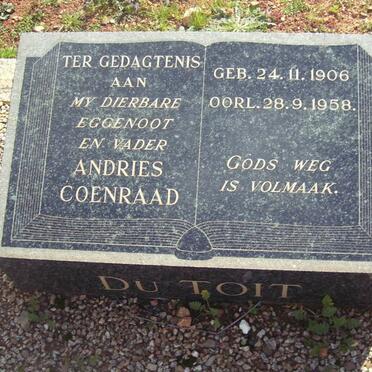 TER GEDAGTENIS
AAN
MY DIERBARE
EGGENOOT
EN VADER
ANDRIES
COENRAAD
GEB. 24.11.1906
OORL. 28.9.1958.
GODS WEG
IS VOLMAAK.
DU TOIT